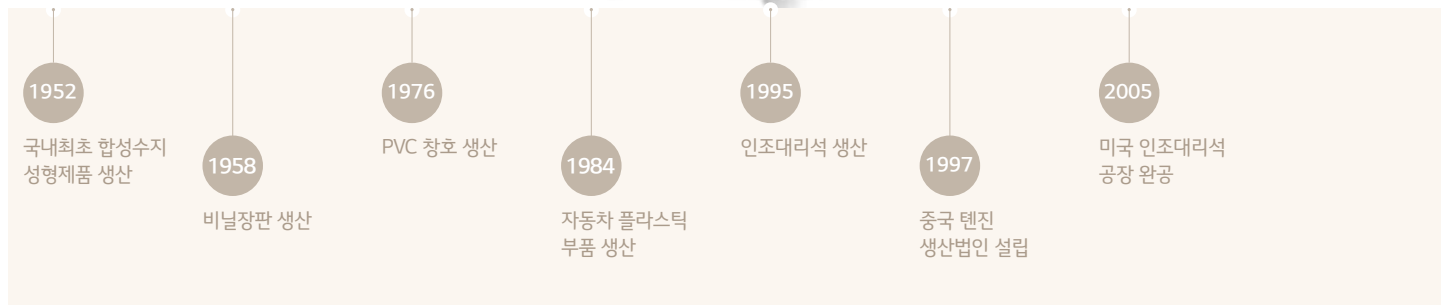 1952
국내최초 합성수지
성형제품 생산
1958
비닐장판 생산
1976
PVC 창호 생산
1984
자동차 플라스틱
부품 생산
1995
인조대리석 생산
1997
중국 톈진
생산법인 설립
2005
미국 인조대리석
공장 완공